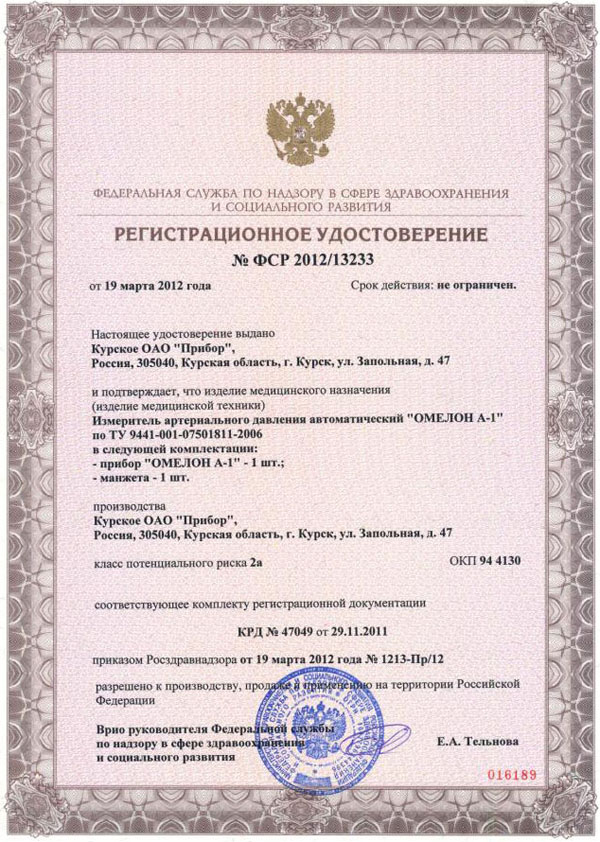 ФЕДЕРАЛЬНАЯ СЛУЖБА ПО НАДЗОРУ В СФЕРЕ ЗДРАВООХРАНЕНИЯ
И СОЦИАЛЬНОГО РАЗВИТИЯ
РЕГИСТРАЦИОННОЕ УДОСТОВЕРЕНИЕ
№ ФСР 2012/13233
от 19 марта 2012 года Срок действия: не ограничен.
Настоящее удостоверение выдано
Курское ОАО "Прибор",
Россия, 305040, Курская область, г. Курск, ул. Запольная, д. 47
и подтверждает, что изделие медицинского назначения
(изделие медицинской техники)
Измеритель артериального давления автоматический "ОМЕЛОН А-1"
по ТУ 9441-001-07501811-2006
в следующей комплектации:
- прибор "ОМЕЛОН А-1" - 1 шт.;
- манжета - 1 шт.
производства
Курское ОАО "Прибор",
Россия, 305040, Курская область, г. Курск, ул. Запольная, д. 47
класс потенциального риска 2а ОКП 94 4130
соответствующее комплекту регистрационной документации
КРД № 47049 от 29.11.2011
приказом Росздравнадзора от 19 марта 2012 года № 1213-Пр/12
разрешено к производству, продаже и применению на территории Российской
Федерации
Врио руководителя Федеральной службы
по надзору в сфере здравоохранения
и социального развития
Е.А. Тельнова
016189